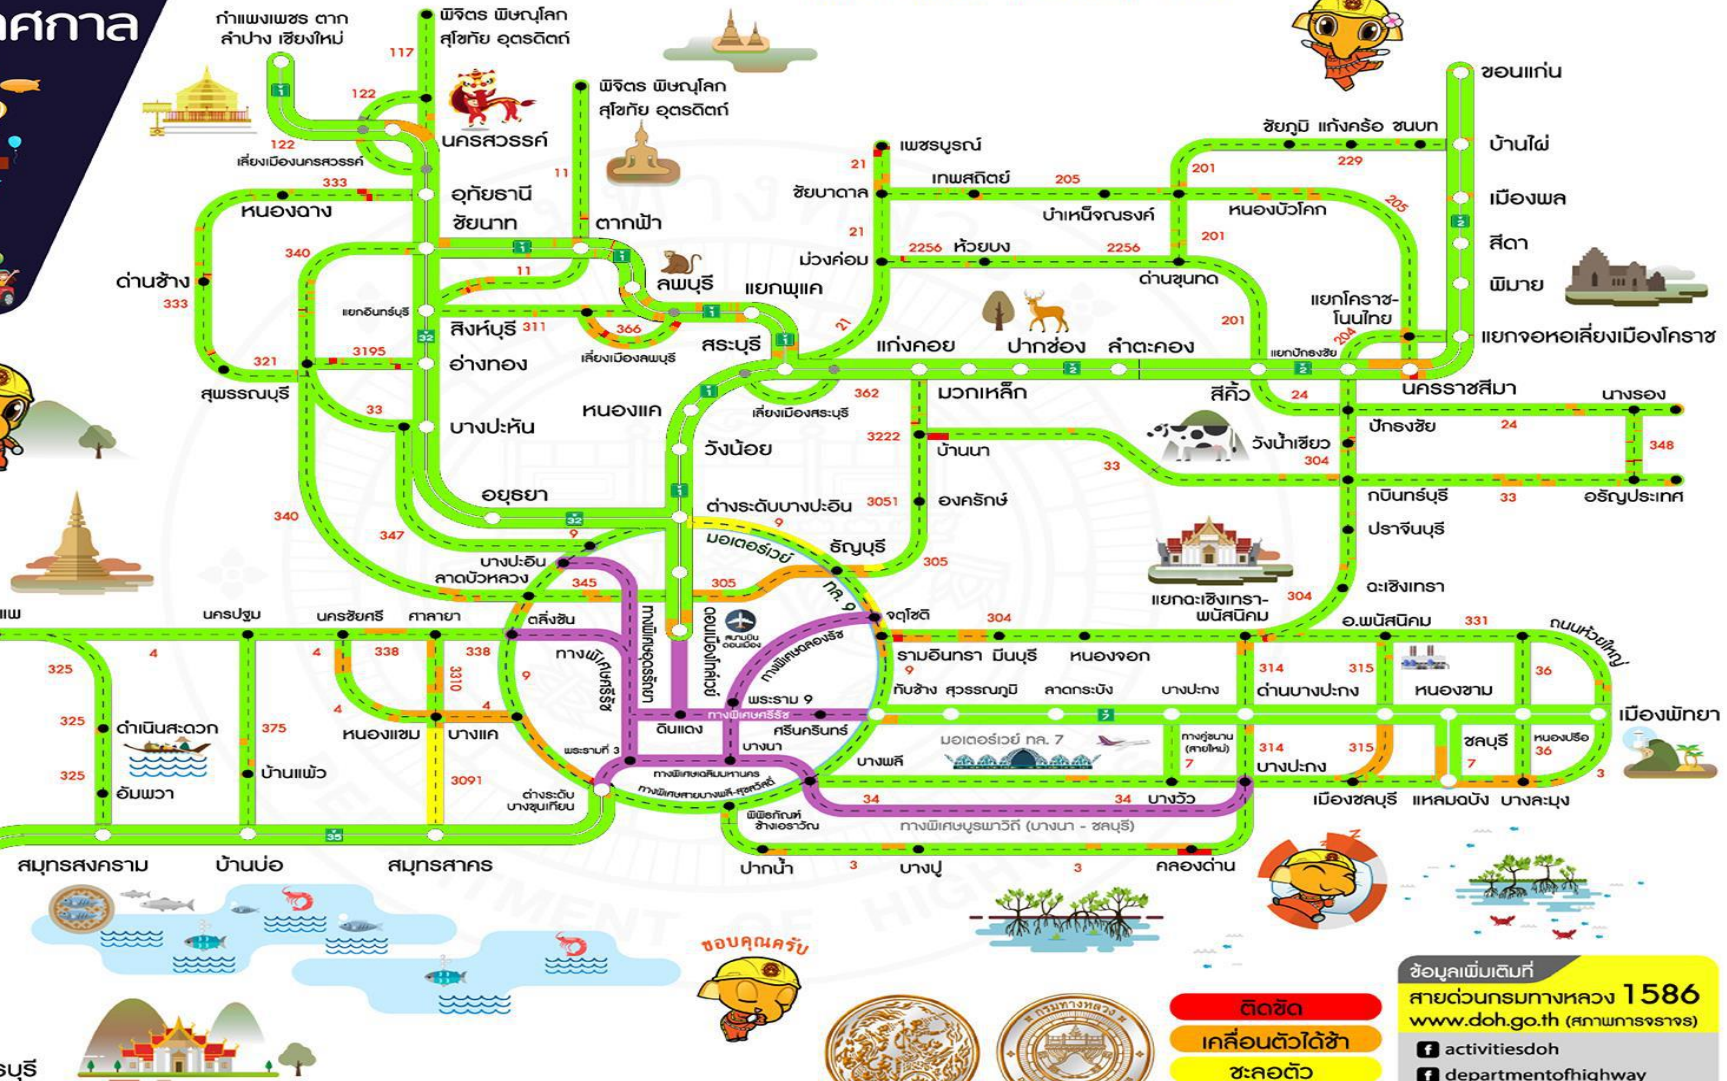 ศกาล
กำแพงเพชร ตาก
ลำปาง เชียงใหม่
พิจิตร พิษณุโลก
สุโขทัย อุตรดิตถ์
117
1
122
122
นครสวรรค์
เลี่ยงเมืองนครสวรรค์
พิจิตร พิษณุโลก
สุโขทัย อุตรดิตถ์
11
ขอนแก่น
ชัยภูมิ แก้งคร้อ ชนบท
บ้านไผ่
229
201
เพชรบูรณ์
21
ชัยบาดาล
เทพสถิตย์
205
บำเหน็จณรงค์
หนองบัวโคก
205
เมืองพล
2
สีดา
พิมาย
333
หนองฉาง
อุทัยธานี
ชัยนาท
ตากฟ้า
340
1
1
11
ลพบุรี
แยกพุแค
21
ม่วงค่อม
2256
ห้วยบง
2256
201
ด่านขุนทด
ด่านช้าง
333
แยกอินทร์บุรี
สิงห์บุรี
311
366
เลี่ยงเมืองลพบุรี
1
21
201
แยกโคราช-
โนนไทย
204
แยกจอหอเลี่ยงเมืองโคราช
32
321
3195
อ่างทอง
สุพรรณบุรี
สระบุรี
1
แก่งคอย
ปากช่อง
ลำตะคอง
2
แยกปักธงชัย
2
33
บางปะหัน
หนองแค
1
เลี่ยงเมืองสระบุรี
362
มวกเหล็ก
สีคิ้ว
24
นครราชสีมา
นางรอง
ปักธงชัย
24
วังน้อย
3222
บ้านนา
33
วังน้ำเขียว
304
348
อยุธยา
32
1
ต่างระดับบางปะอิน
9
3051
องครักษ์
กบินทร์บุรี
33
อรัญประเทศ
ปราจีนบุรี
340
347
9
มอเตอร์เวย์
ธัญบุรี
305
ทล. 9
บางปะอิน
ลาดบัวหลวง
345
305
ฉะเชิงเทรา
304
แยกฉะเชิงเทรา-
พนัสนิคม
อ.พนัสนิคม
331
ถนนห้วยใหญ่
นครปฐม
นครชัยศรี
ศาลายา
ตลิ่งชัน
สนามบิน
ดอนเมือง
ดอนเมืองโทล์เวย์
ทางพิเศษอุดรรัถยา
ทางพิเศษฉลองรัช
จตุโชติ
304
รามอินทรา มีนบุรี
หนองจอก
325
4
4
338
338
3310
9
ทางพิเศษศรีรัช
9
ทับช้าง สุวรรณภูมิ
ลาดกระบัง
บางปะกง
314
ด่านบางปะกง
315
หนองขาม
36
325
ดำเนินสะดวก
375
4
4
หนองแขม
บางแค
พระราม 9
ทางพิเศษศรีรัช
ดินแดง
ศรีนครินทร์
บางนา
7
เมืองพัทยา
มอเตอร์เวย์ ทล. 7
ทางคู่ขนาน
(สายใหม่)
7
314
บางปะกง
315
ชลบุรี
7
หนองปรือ
36
3
325
อัมพวา
บ้านแพ้ว
3091
พระรามที่ 3
ทางพิเศษเฉลิมมหานคร
ทางพิเศษสายบางพลี-สุขสวัสดิ์
บางพลี
34
34
บางวัว
เมืองชลบุรี
แหลมฉบัง
บางละมุง
ต่างระดับ
บางขุนเทียน
พิพิธภัณฑ์
ช้างเอราวัณ
ทางพิเศษบูรพาวิถี (บางนา - ชลบุรี)
35
สมุทรสงคราม
บ้านบ่อ
สมุทรสาคร
ปากน้ำ
3
บางปู
3
คลองด่าน
ขอบคุณครับ
กรมทางหลวง
ติดขัด
เคลื่อนตัวได้ช้า
ชะลอตัว
ข้อมูลเพิ่มเติมที่
สายด่วนกรมทางหลวง 1586
www.doh.go.th (สภาพการจราจร)
activitiesdoh
departmentofhighway
รบุรี